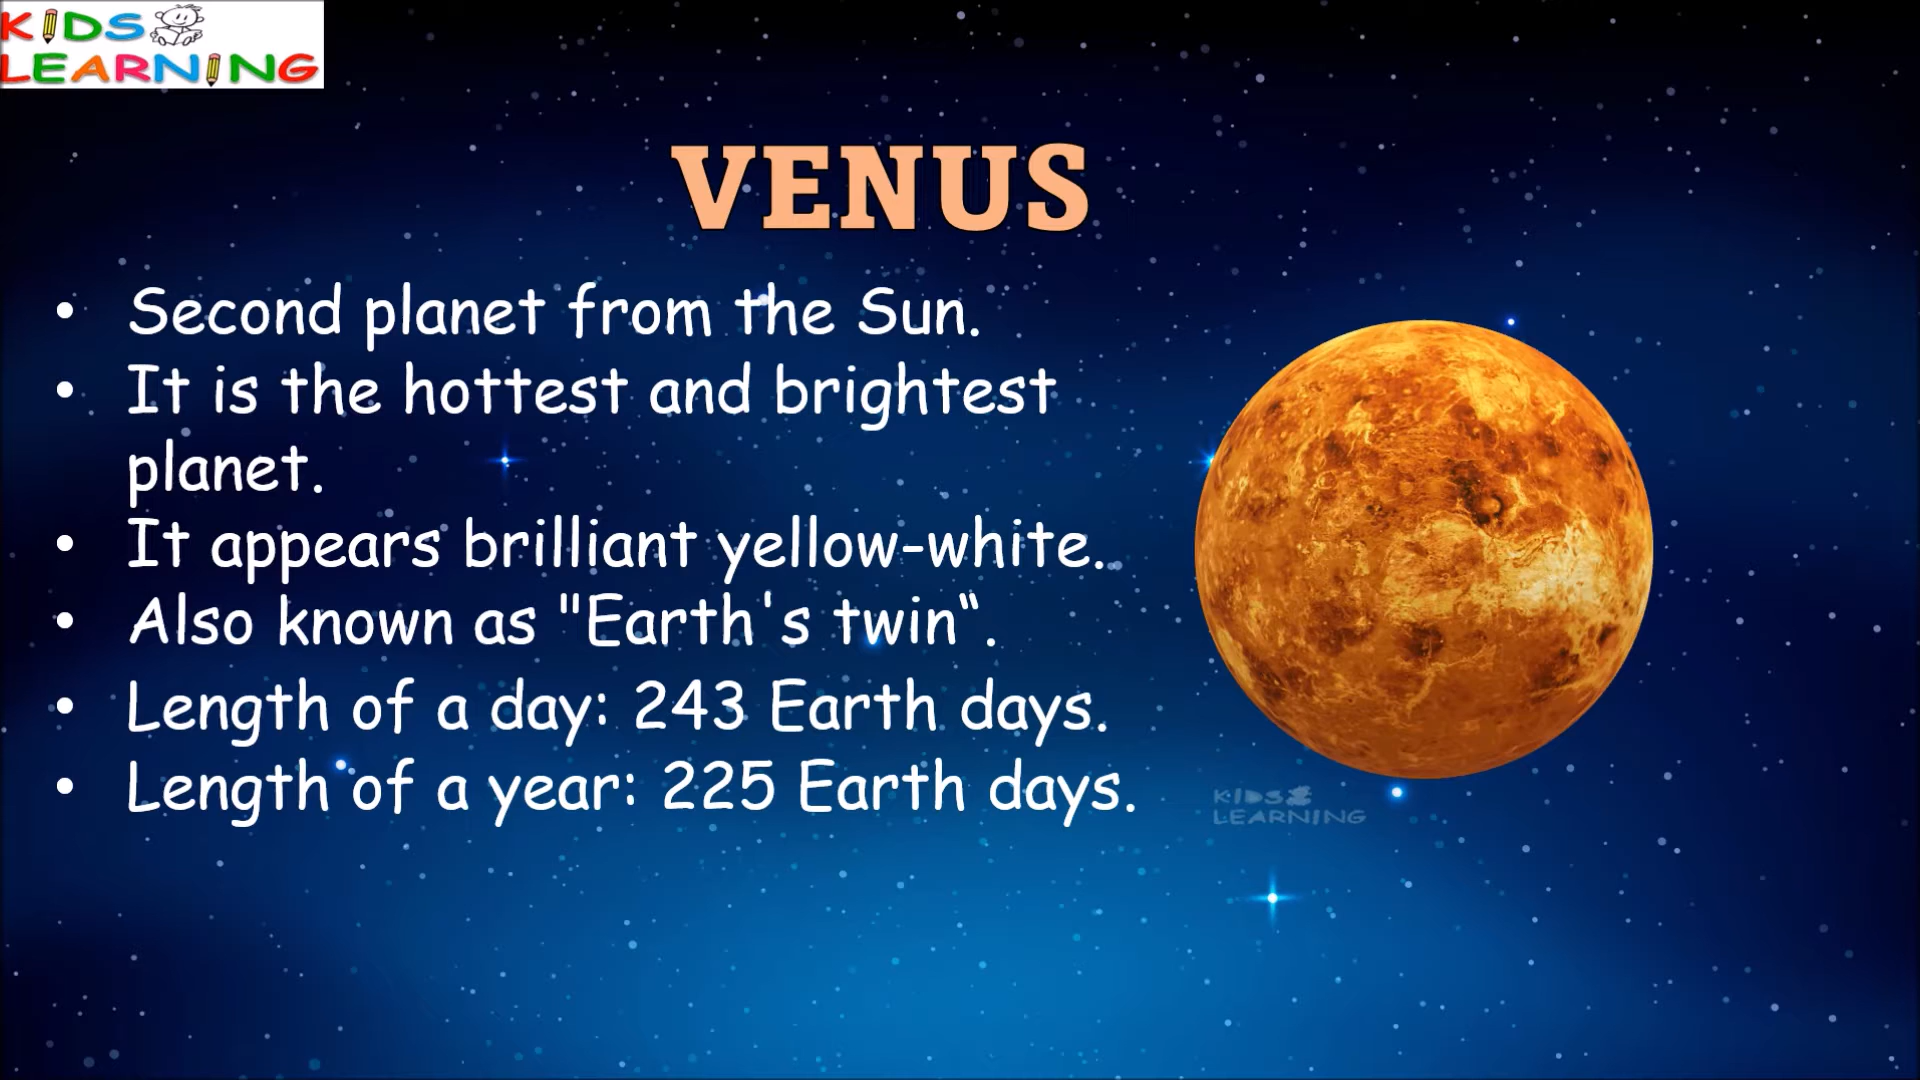 KIDS
LEARNING
VENUS
• Second planet from the Sun.
• It is the hottest and brightest
planet.
• It appears brilliant yellow-white.
• Also known as "Earth's twin“.
• Length of a day: 243 Earth days.
• Length of a year: 225 Earth days.
KIDS
LEARNING